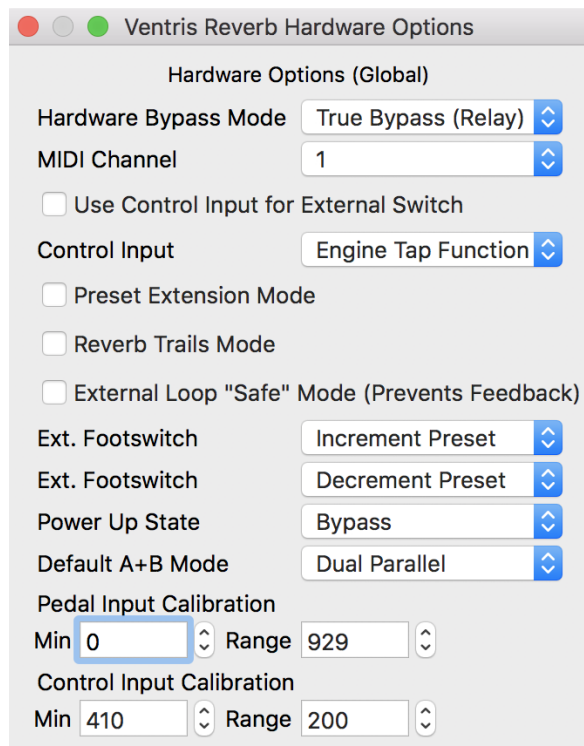 Ventris Reverb Hardware Options
Hardware Options (Global)
Hardware Bypass Mode True Bypass (Relay)
MIDI Channel 1
Use Control Input for External Switch
Control Input Engine Tap Function
Preset Extension Mode
Reverb Trails Mode
External Loop "Safe" Mode (Prevents Feedback)
Ext. Footswitch Increment Preset
Ext. Footswitch Decrement Preset
Power Up State Bypass
Default A+B Mode Dual Parallel
Pedal Input Calibration
Min 0 Range 929
Control Input Calibration
Min 410 Range 200